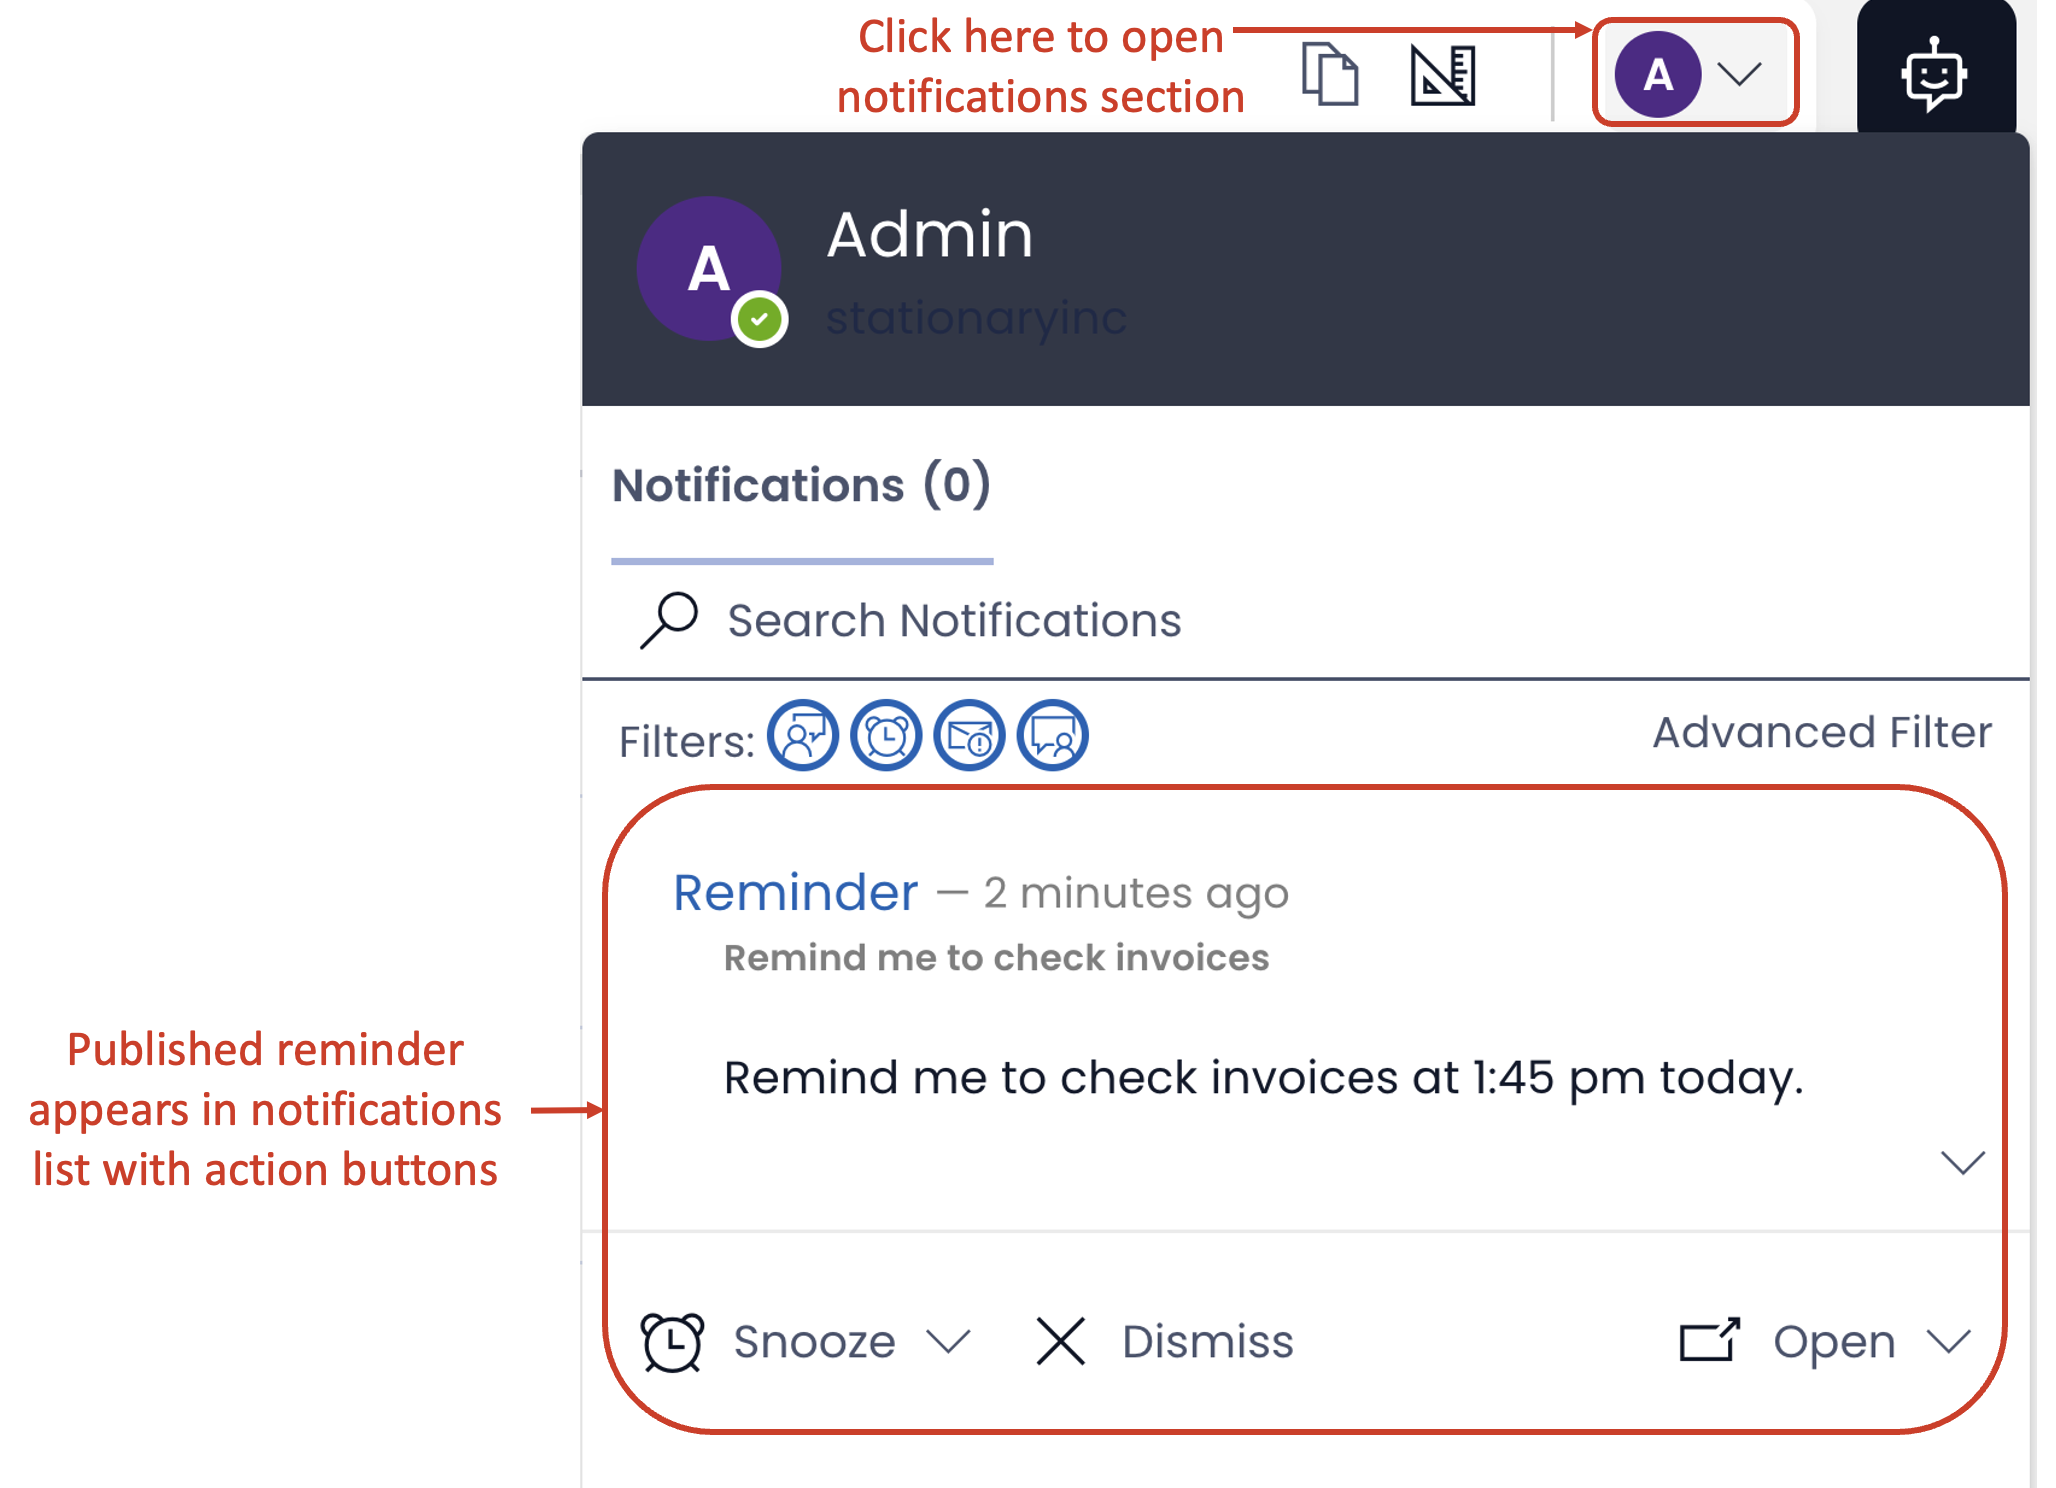 Click here to open
notifications section
A
A
Admin
stationaryinc
Notifications (0)
Search Notifications
Filters:
Advanced Filter
Reminder — 2 minutes ago
Remind me to check invoices
Remind me to check invoices at 1:45 pm today.
Published reminder
appears in notifications
list with action buttons
Snooze
Dismiss
Open